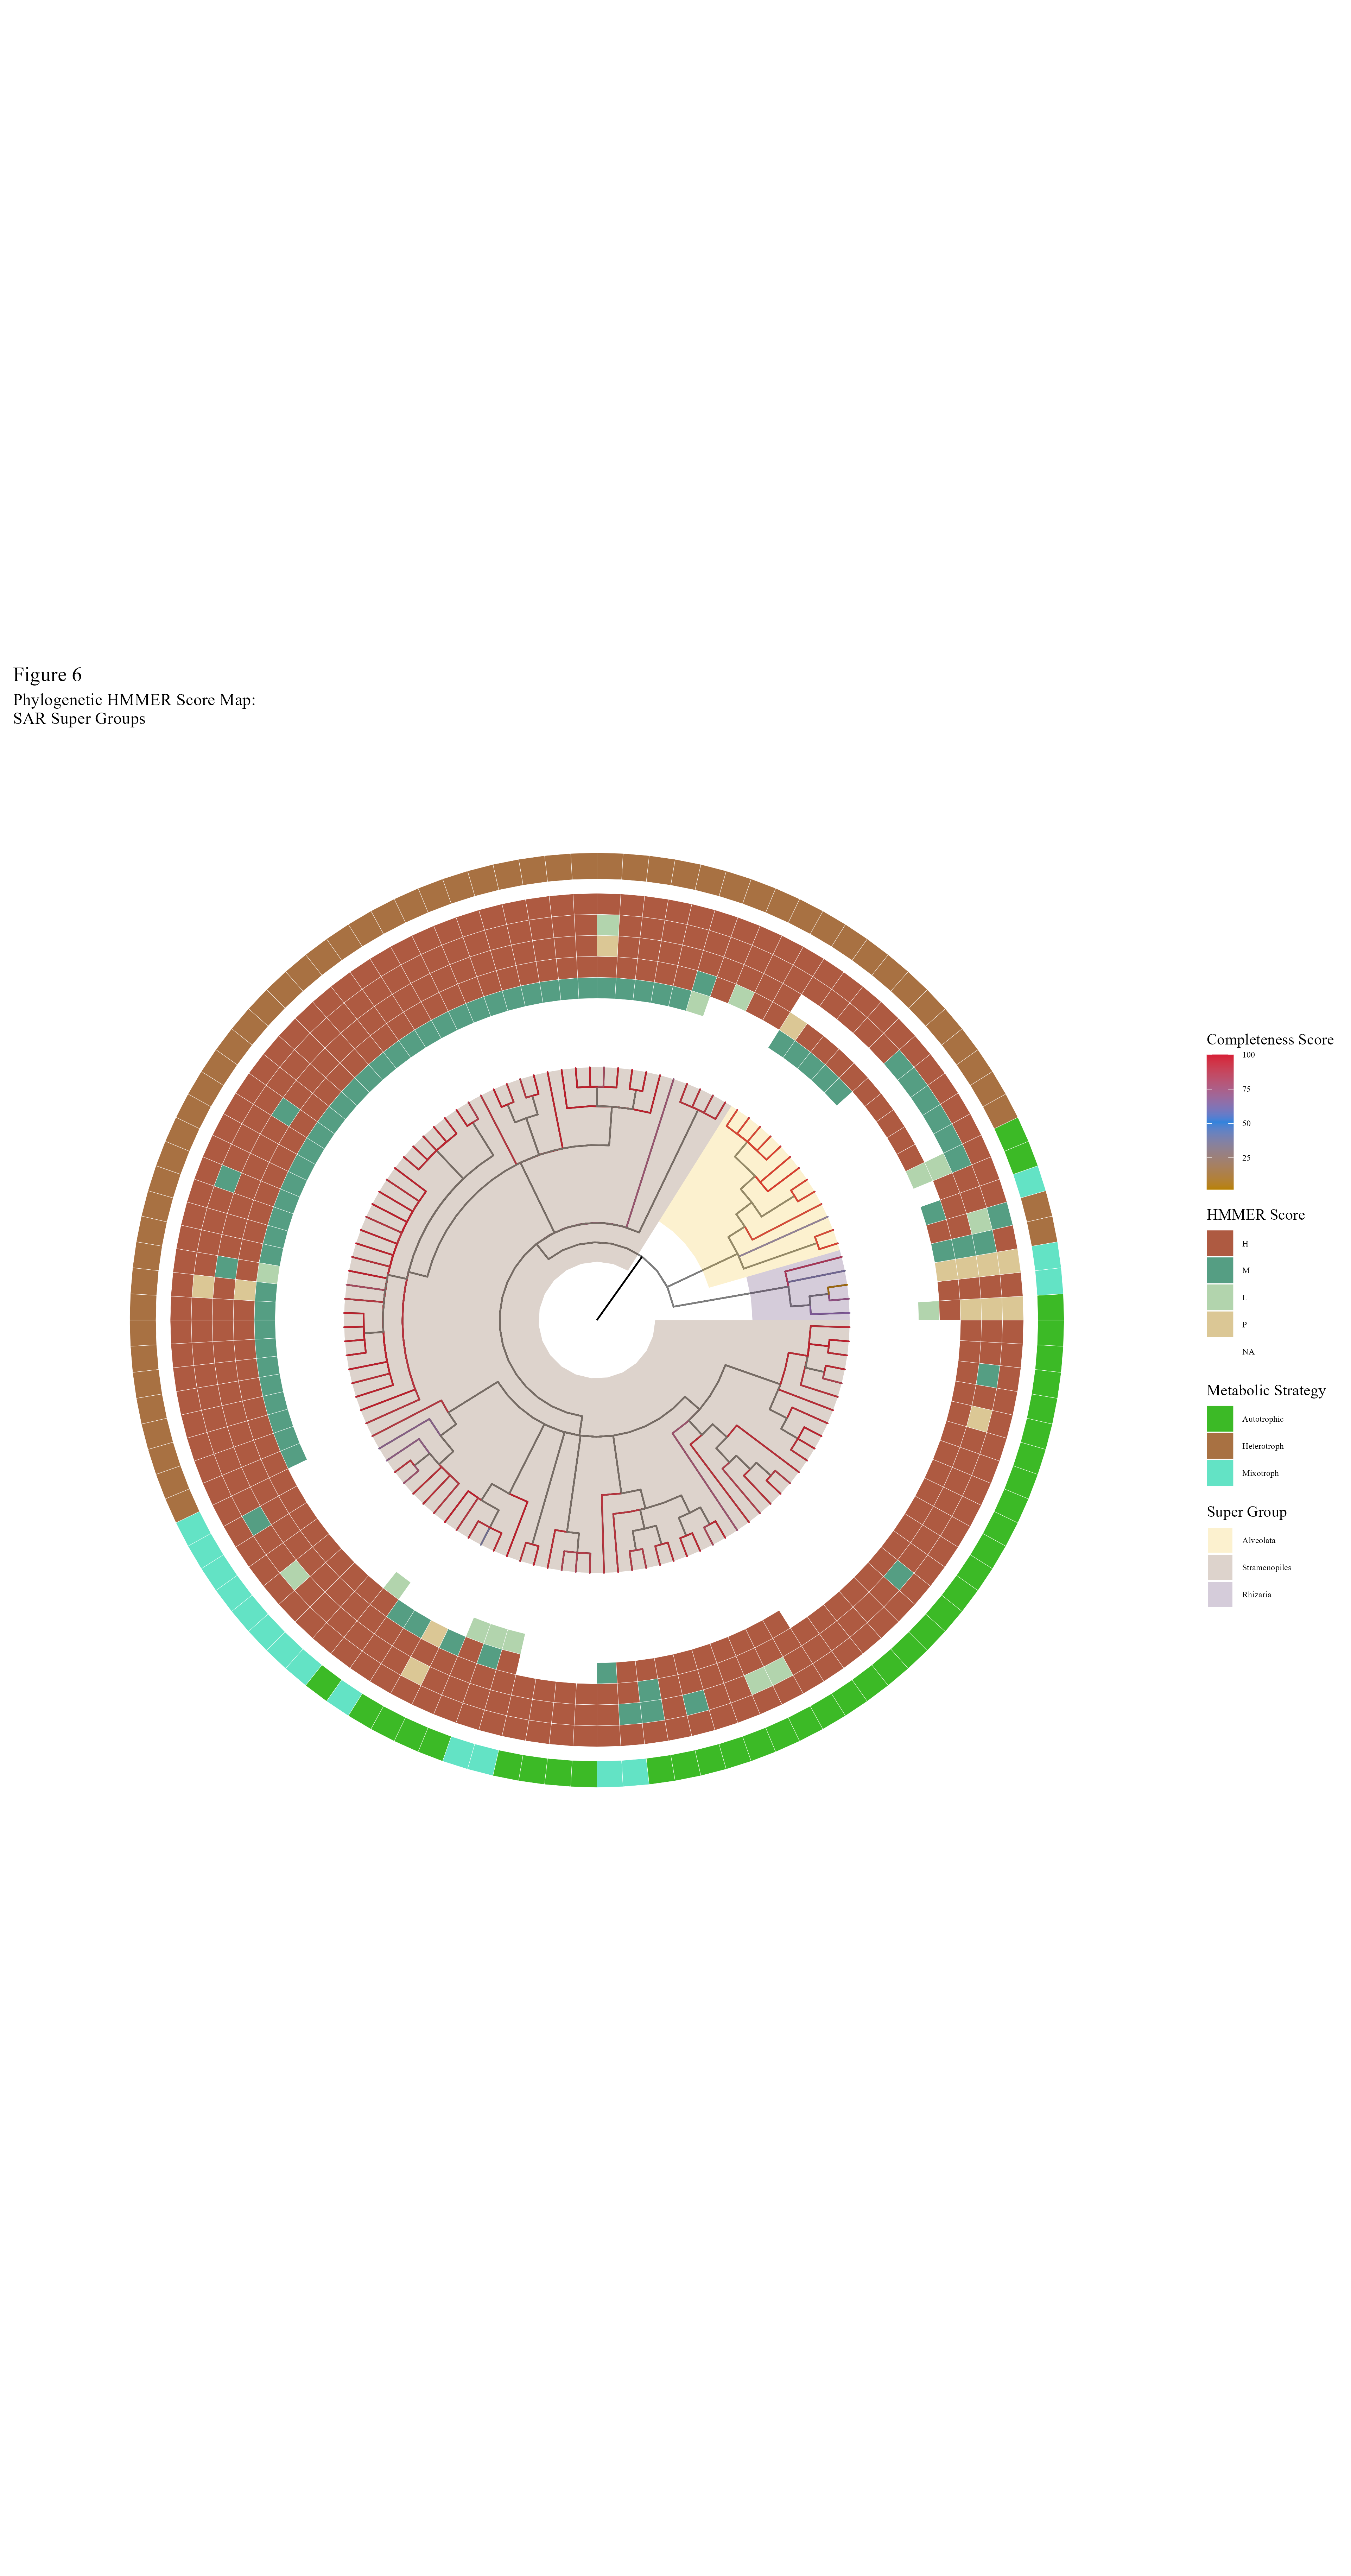 Figure 6
Phylogenetic HMMER Score Map:
SAR Super Groups
Completeness Score
100
75
50
25
HMMER Score
H
M
L
P
NA
Metabolic Strategy
Autotrophic
Heterotroph
Mixotroph
Super Group
Alveolata
Stramenopiles
Rhizaria